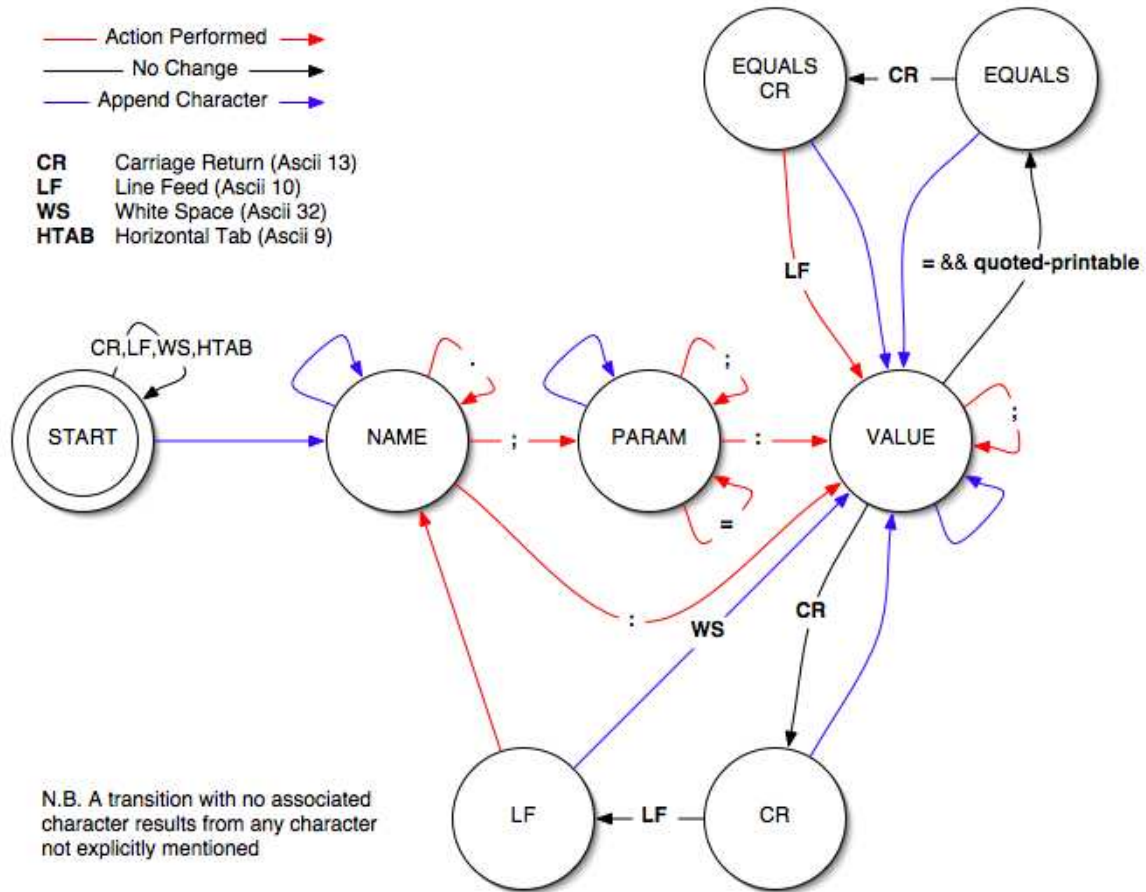 Action Performed
No Change
Append Character
CR Carriage Return (Ascii 13)
LF Line Feed (Ascii 10)
WS White Space (Ascii 32)
HTAB Horizontal Tab (Ascii 9)
EQUALS
CR
CR
EQUALS
LF
= && quoted-printable
CR,LF,WS,HTAB
START
NAME
.
;
PARAM
;
:
=
VALUE
;
:
WS
CR
LF
LF
CR
N.B. A transition with no associated
character results from any character
not explicitly mentioned